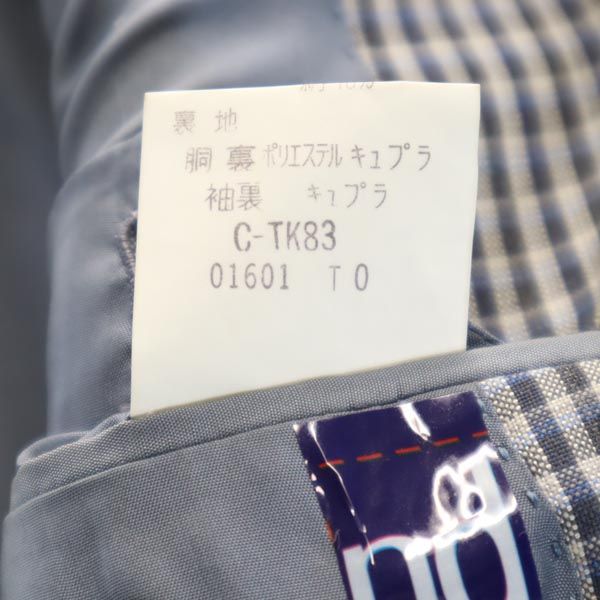 裏地
胴裏 ポリエステル キュプラ
袖裏 キュプラ
C-TK83
01601 T0